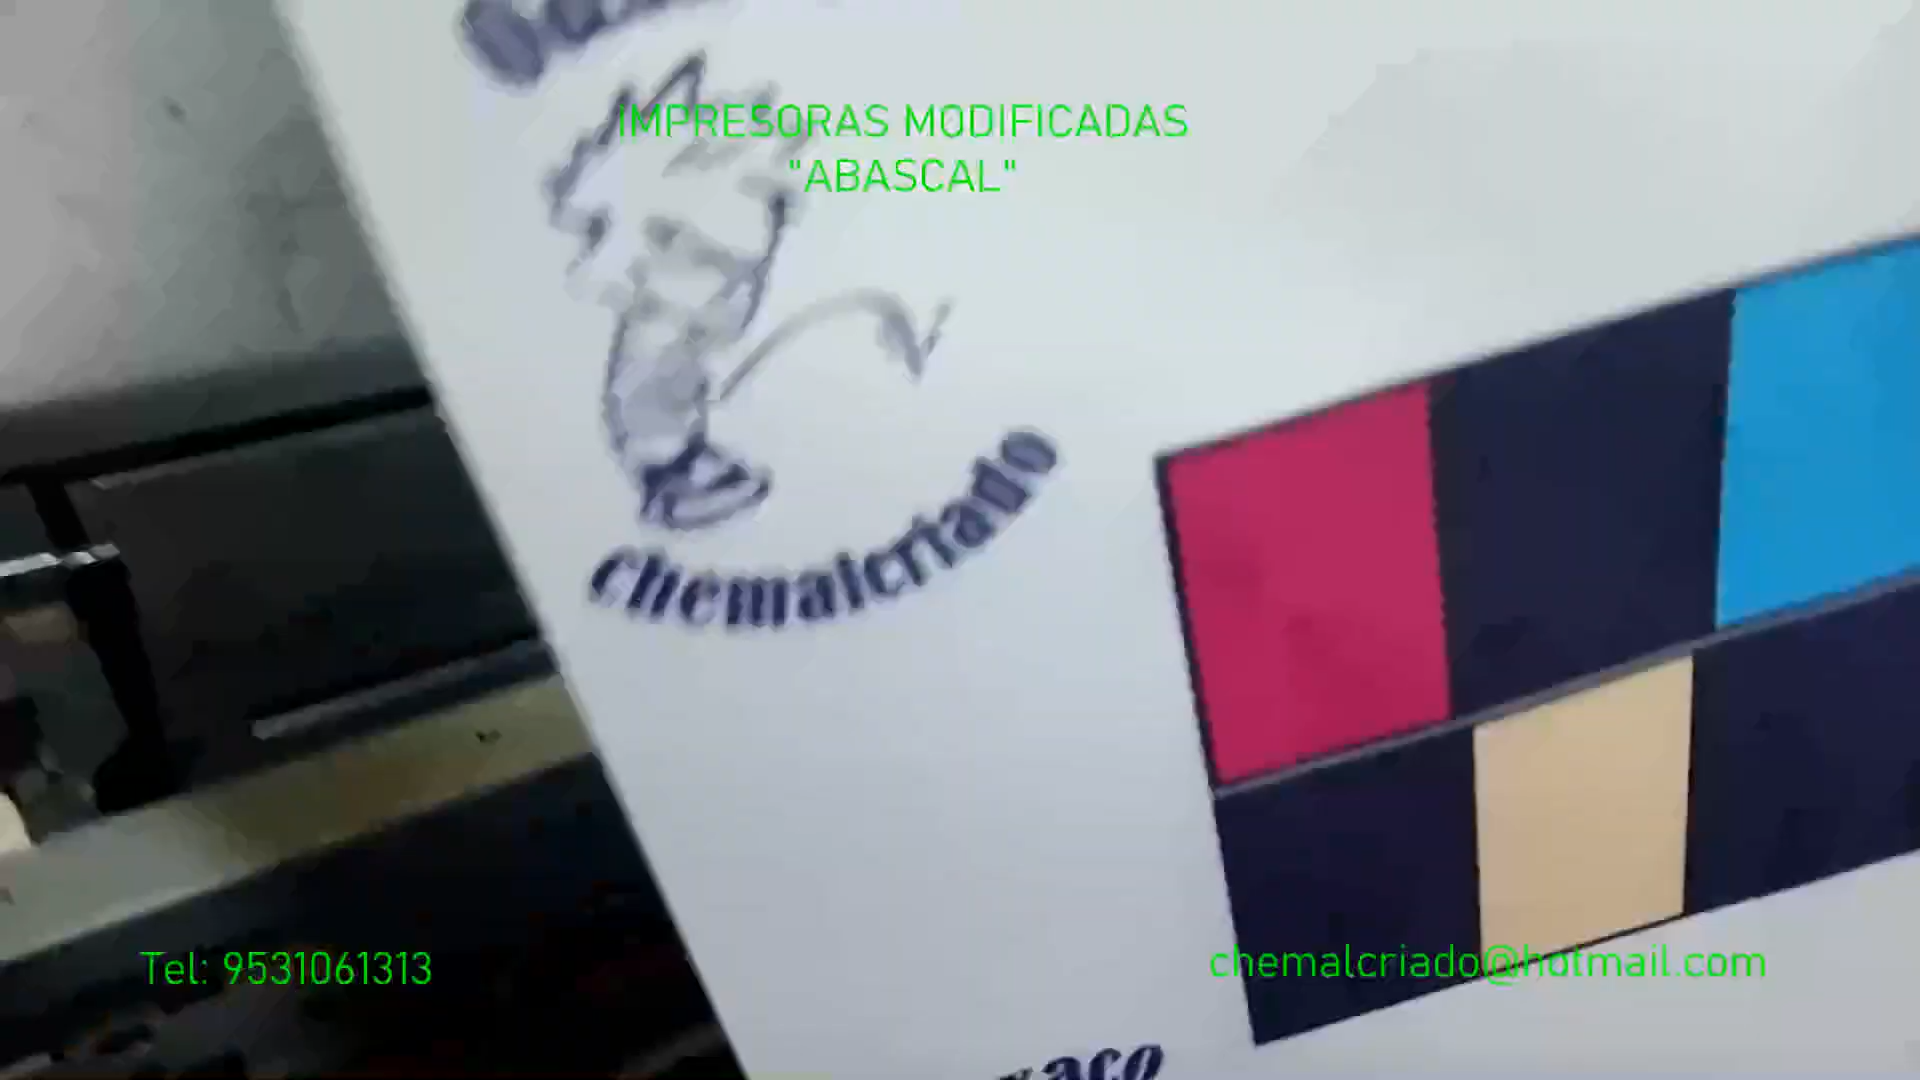 IMPRESORAS MODIFICADAS
"ABASCAL"
chemalcriado
Tel: 9531061313
chemalcriado@hotmail.com